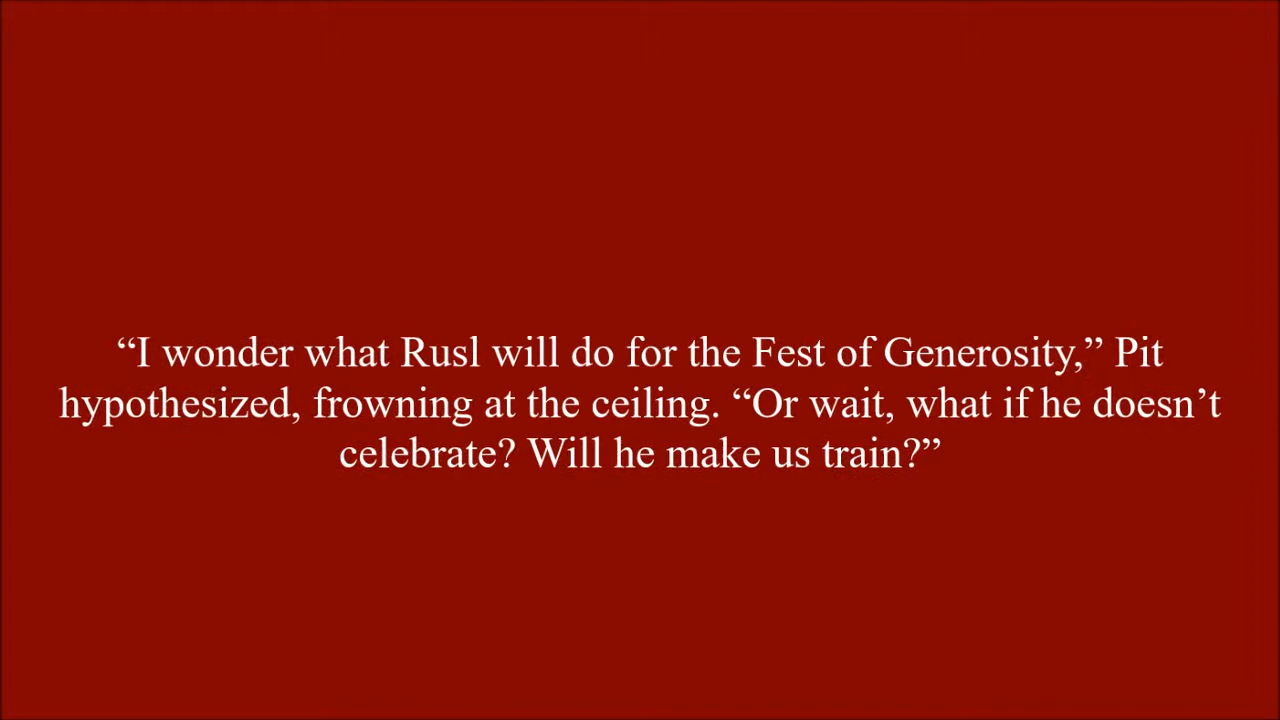 “I wonder what Rusl will do for the Fest of Generosity,” Pit
hypothesized, frowning at the ceiling. “Or wait, what if he doesn’t
celebrate? Will he make us train?”